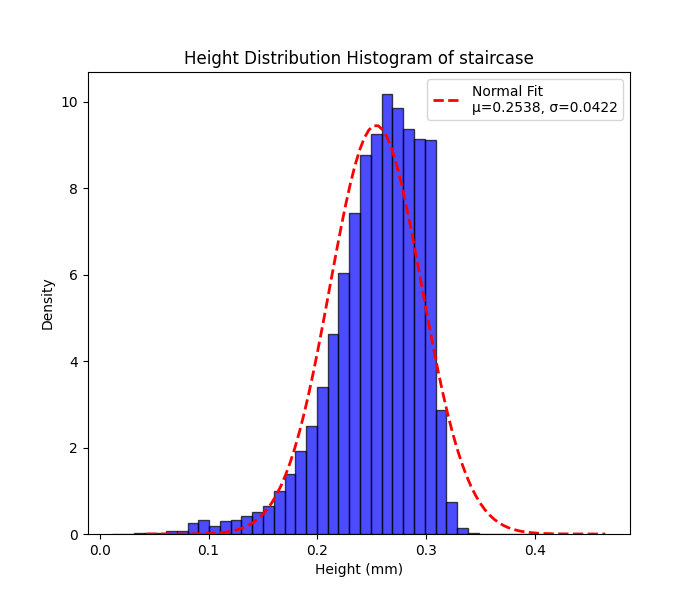 Height Distribution Histogram of staircase
Normal Fit
μ=0.2538, σ=0.0422
Density
10
8
6
4
2
0
0.0 0.1 0.2 0.3 0.4
Height (mm)